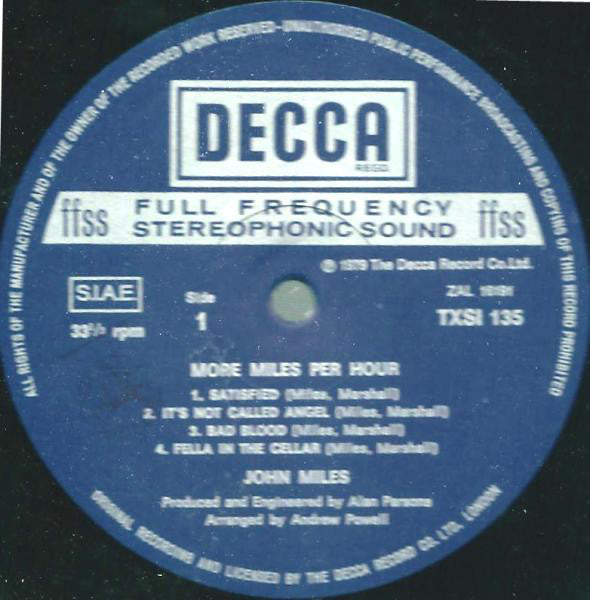 ALL RIGHTS OF THE MANUFACTURER AND OF THE OWNER OF THE RECORDED WORK RESERVED-UNAUTHORISED PUBLIC PERFORMANCE BROADCASTING AND COPYING OF THIS RECORD PROHIBITED
DECCA
REGD.
ffss FULL FREQUENCY STEREOPHONIC SOUND ffss
℗ 1979 The Decca Record Co. Ltd.
S.I.A.E.
Side
1
33⅓ rpm
TXSI 135
MORE MILES PER HOUR
1. SATISFIED (Miles, Marshall)
2. IT'S NOT CALLED ANGEL (Miles, Marshall)
3. BAD BLOOD (Miles, Marshall)
4. FELLA IN THE CELLAR (Miles, Marshall)
JOHN MILES
Produced and Engineered by Alan Parsons
Arranged by Andrew Powell
ORIGINAL RECORDING AND LICENSED BY THE DECCA RECORD CO. LTD. LONDON